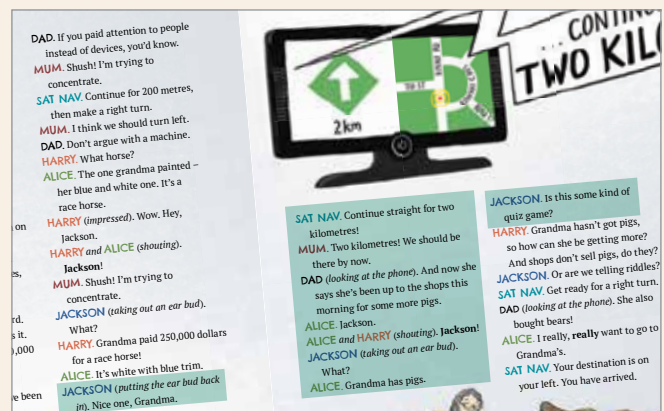 DAD. If you paid attention to people
instead of devices, you'd know.
MUM. Shush! I'm trying to
concentrate.
SAT NAV. Continue for 200 metres,
then make a right turn.
MUM. I think we should turn left.
DAD. Don't argue with a machine.
HARRY. What horse?
ALICE. The one grandma painted –
her blue and white one. It's a
race horse.
HARRY (impressed). Wow. Hey,
Jackson.
HARRY and ALICE (shouting).
Jackson!
MUM. Shush! I'm trying to
concentrate.
JACKSON (taking out an ear bud).
What?
HARRY. Grandma paid 250,000 dollars
for a race horse!
ALICE. It's white with blue trim.
JACKSON (putting the ear bud back
in). Nice one, Grandma.
on
rd.
s it.
been
... CONTIN
TWO KIL
2km
SAT NAV. Continue straight for two
kilometres!
MUM. Two kilometres! We should be
there by now.
DAD (looking at the phone). And now she
says she's been up to the shops this
morning for some more pigs.
ALICE. Jackson.
ALICE and HARRY (shouting). Jackson!
JACKSON (taking an ear bud out).
What?
ALICE. Grandma has pigs.
JACKSON. Is this some kind of
quiz game?
HARRY. Grandma hasn't got pigs,
so how can she be getting more?
And shops don't sell pigs, do they?
JACKSON. Or are we telling riddles?
SAT NAV. Get ready for a right turn.
DAD (looking at the phone). She also
bought bears!
ALICE. I really, really want to go to
Grandma's.
SAT NAV. Your destination is on
your left. You have arrived.